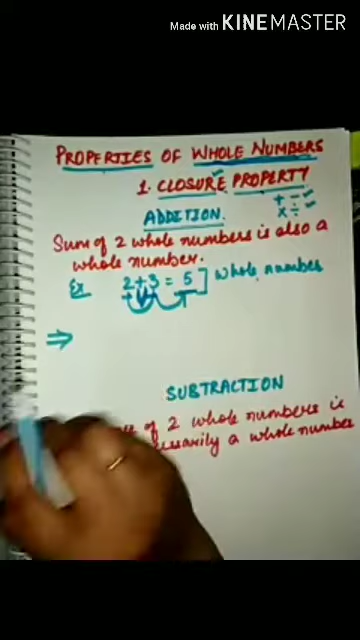 Made with KINEMASTER
PROPERTIES OF WHOLE NUMBERS
1. CLOSURE PROPERTY
+ -
× ÷
ADDITION.
Sum of 2 whole numbers is also a
whole number.
Ex 2 + 3 = 5 ] whole number
⇒
SUBTRACTION
of 2 whole numbers is
a whole number